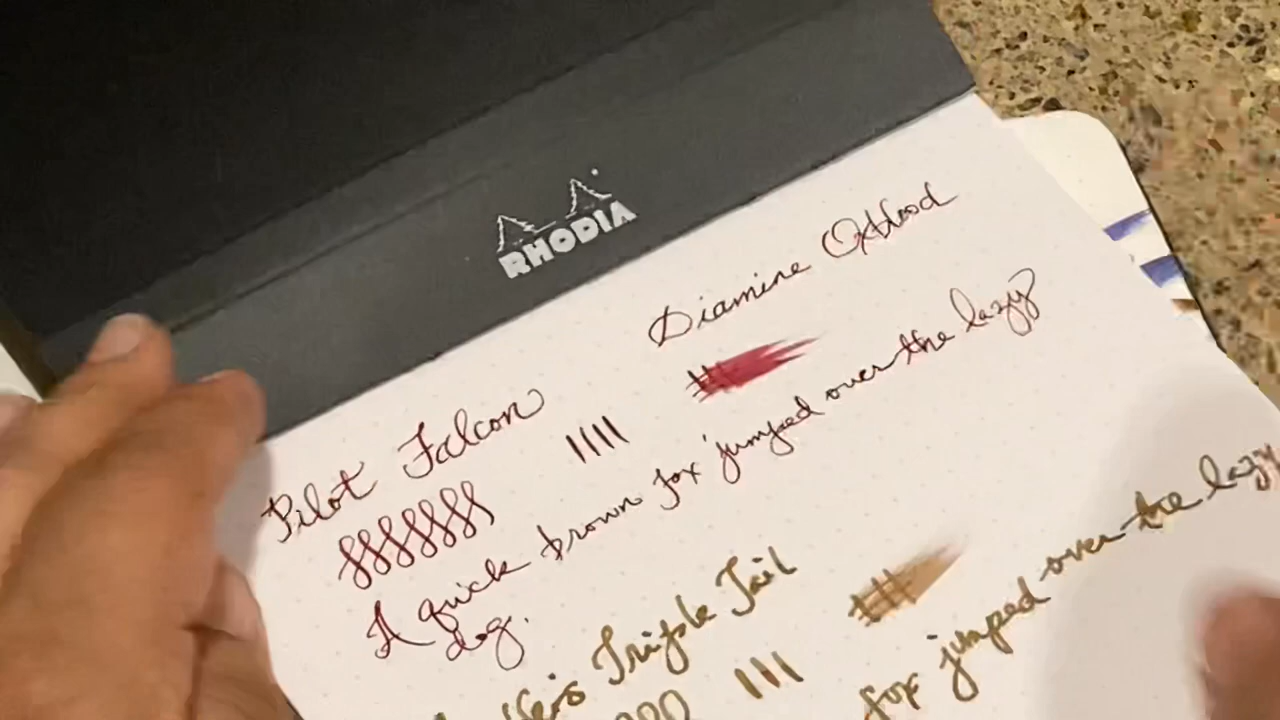 RHODIA
Diamine Oxblood
Pilot Falcon
A quick brown fox jumped over the lazy
dog.
Triple Tail
fox jumped over the lazy